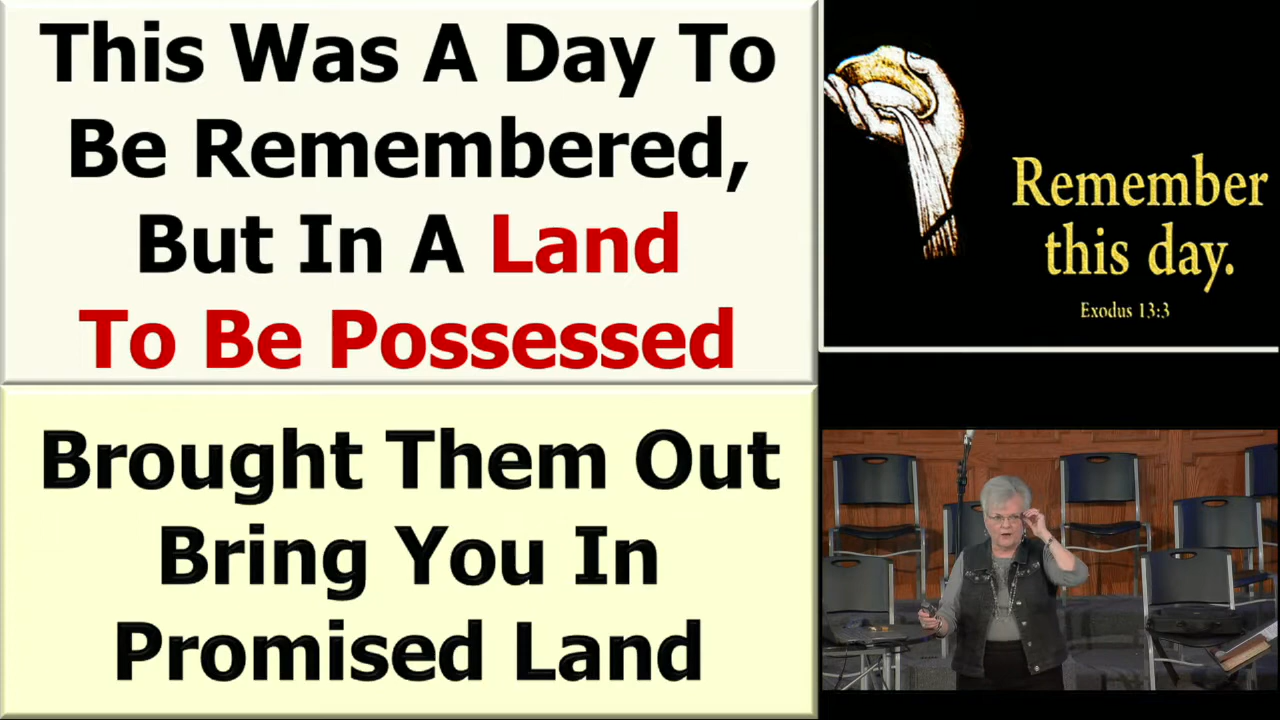 This Was A Day To
Be Remembered,
But In A Land
To Be Possessed
Brought Them Out
Bring You In
Promised Land
Remember
this day.
Exodus 13:3